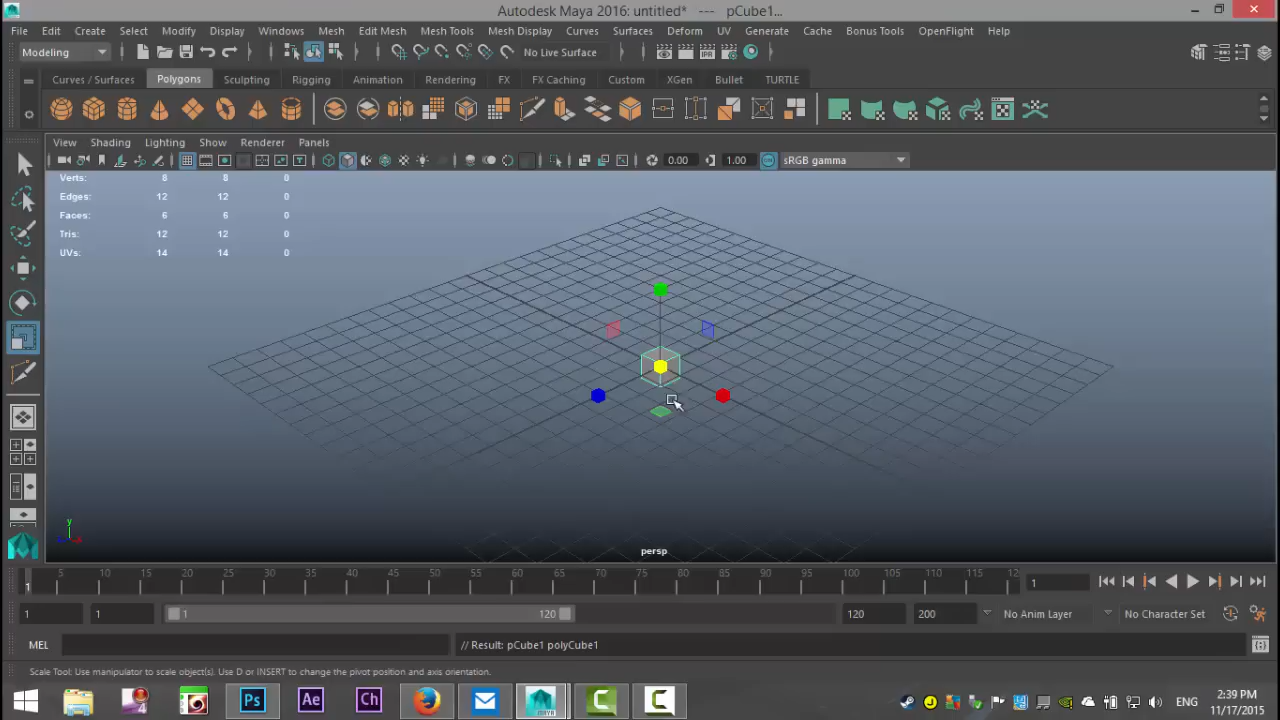 Autodesk Maya 2016: untitled* --- pCube1...
File Edit Create Select Modify Display Windows Mesh Edit Mesh Mesh Tools Mesh Display Curves Surfaces Deform UV Generate Cache Bonus Tools OpenFlight Help
Modeling No Live Surface
Curves / Surfaces Polygons Sculpting Rigging Animation Rendering FX FX Caching Custom XGen Bullet TURTLE
View Shading Lighting Show Renderer Panels
0.00 1.00 sRGB gamma
Verts: 8 8 0
Edges: 12 12 0
Faces: 6 6 0
Tris: 12 12 0
UVs: 14 14 0
y
x
persp
5 10 15 20 25 30 35 40 45 50 55 60 65 70 75 80 85 90 95 100 105 110 115 12
1 1
1 1 1 120 120 200 No Anim Layer No Character Set
MEL // Result: pCube1 polyCube1
Scale Tool: Use manipulator to scale object(s). Use D or INSERT to change the pivot position and axis orientation.
Ps Ae Ch MAYA ENG 2:39 PM
11/17/2015